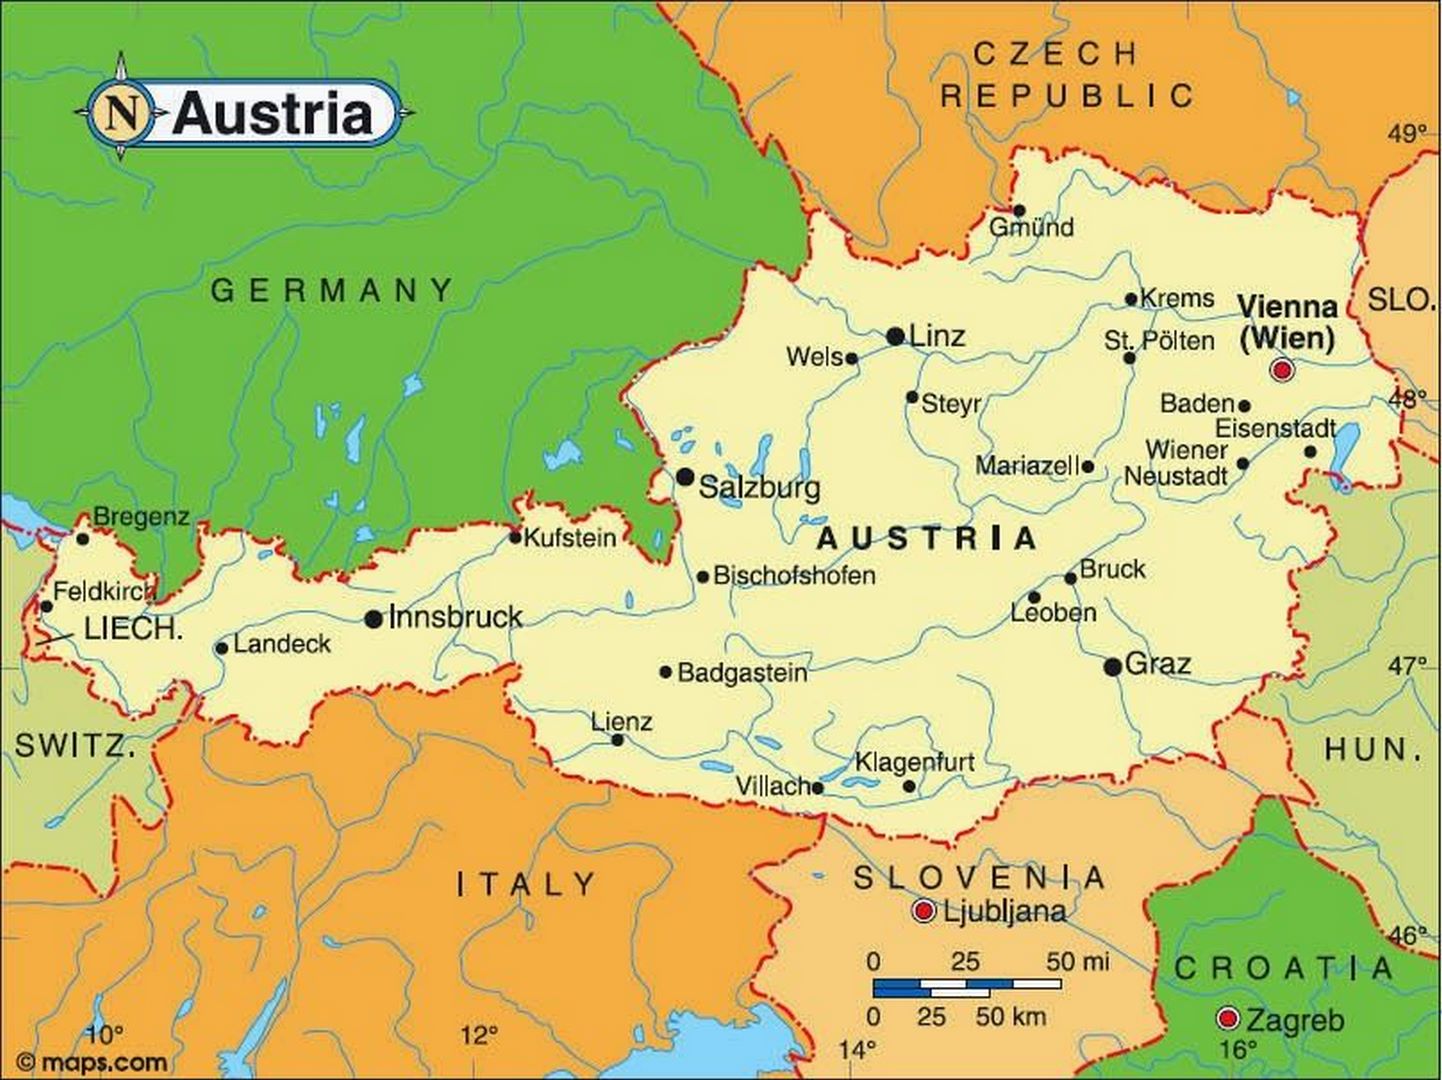 N Austria
CZECH
REPUBLIC
49°
Gmünd
GERMANY
Krems
Vienna
(Wien)
SLO.
Linz
St. Pölten
Wels
48°
Steyr
Baden
Eisenstadt
Wiener
Neustadt
Mariazell
Salzburg
Bregenz
Kufstein
AUSTRIA
Bischofshofen
Bruck
Feldkirch
Leoben
LIECH.
Innsbruck
Landeck
Graz
47°
Badgastein
Lienz
SWITZ.
HUN.
Klagenfurt
Villach
ITALY
SLOVENIA
Ljubljana
46°
0 25 50 mi
CROATIA
0 25 50 km
Zagreb
10°
12°
14°
16°
© maps.com